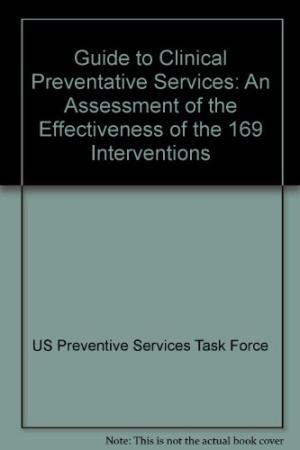 Guide to Clinical
Preventative Services: An
Assessment of the
Effectiveness of the 169
Interventions
US Preventive Services Task Force
Note: This is not the actual book cover